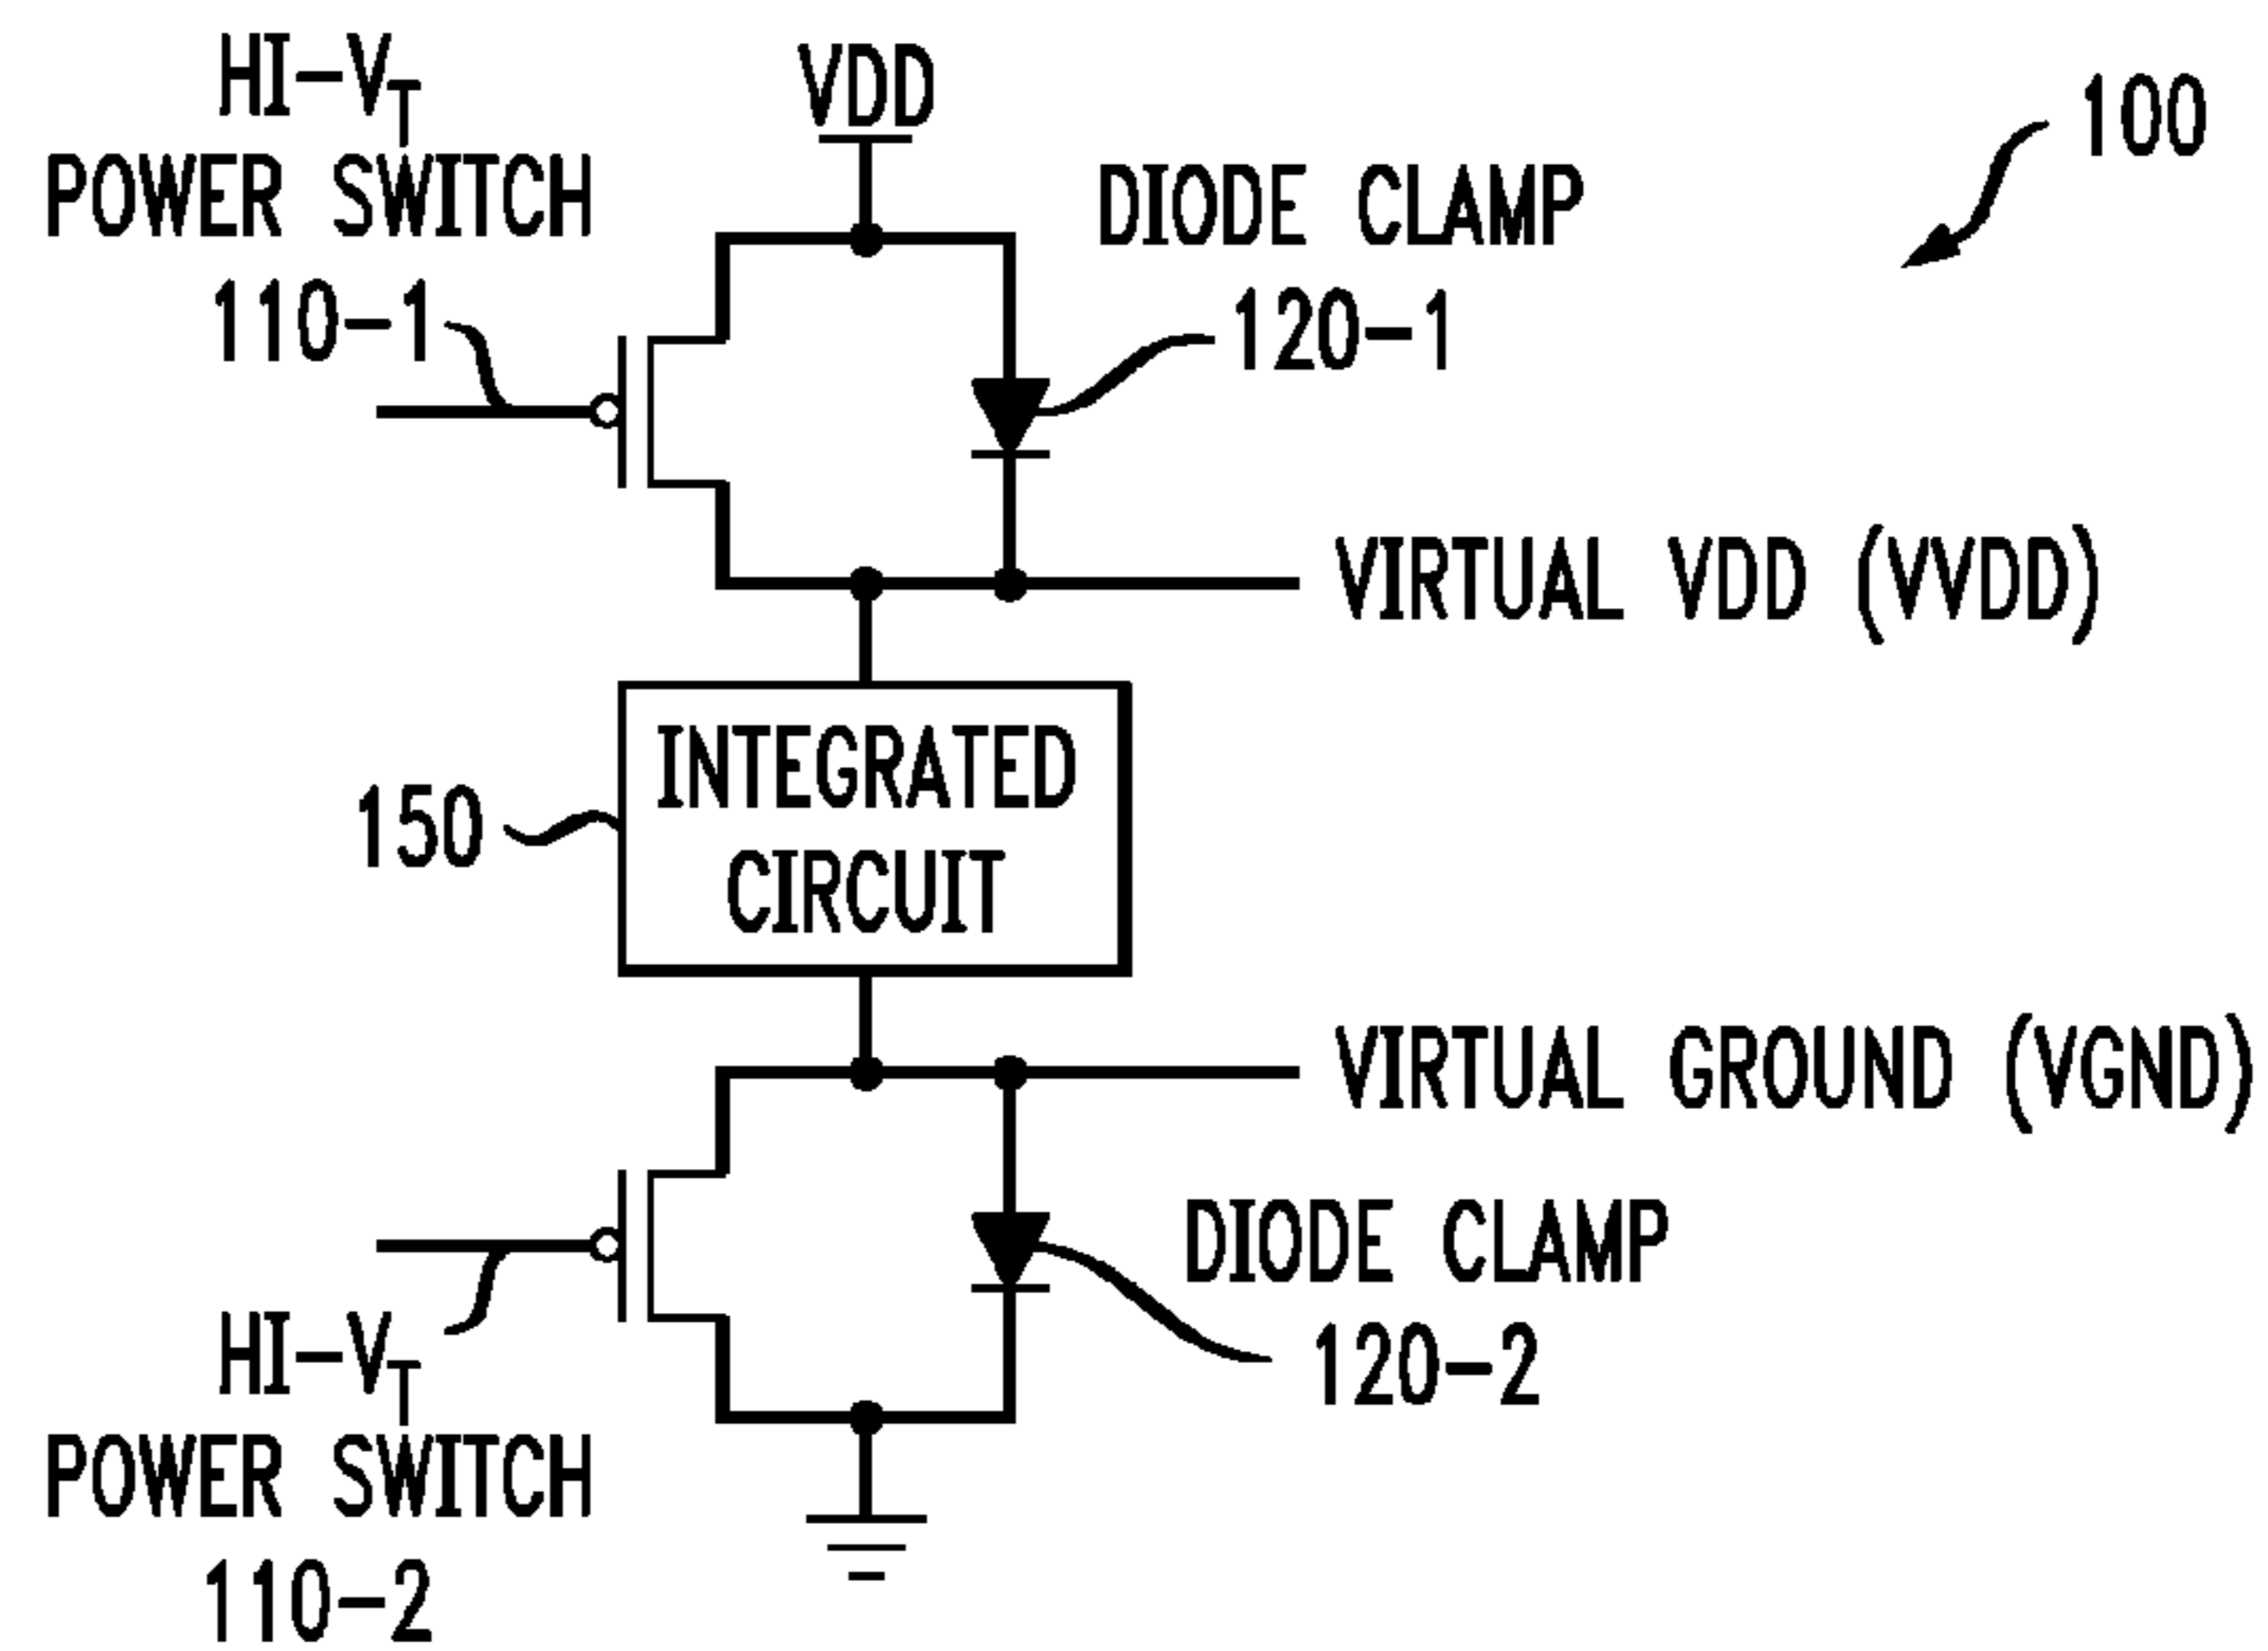 HI-VT
POWER SWITCH
110-1
VDD
DIODE CLAMP
120-1
100
VIRTUAL VDD (VVDD)
INTEGRATED
CIRCUIT
150
VIRTUAL GROUND (VGND)
DIODE CLAMP
120-2
HI-VT
POWER SWITCH
110-2